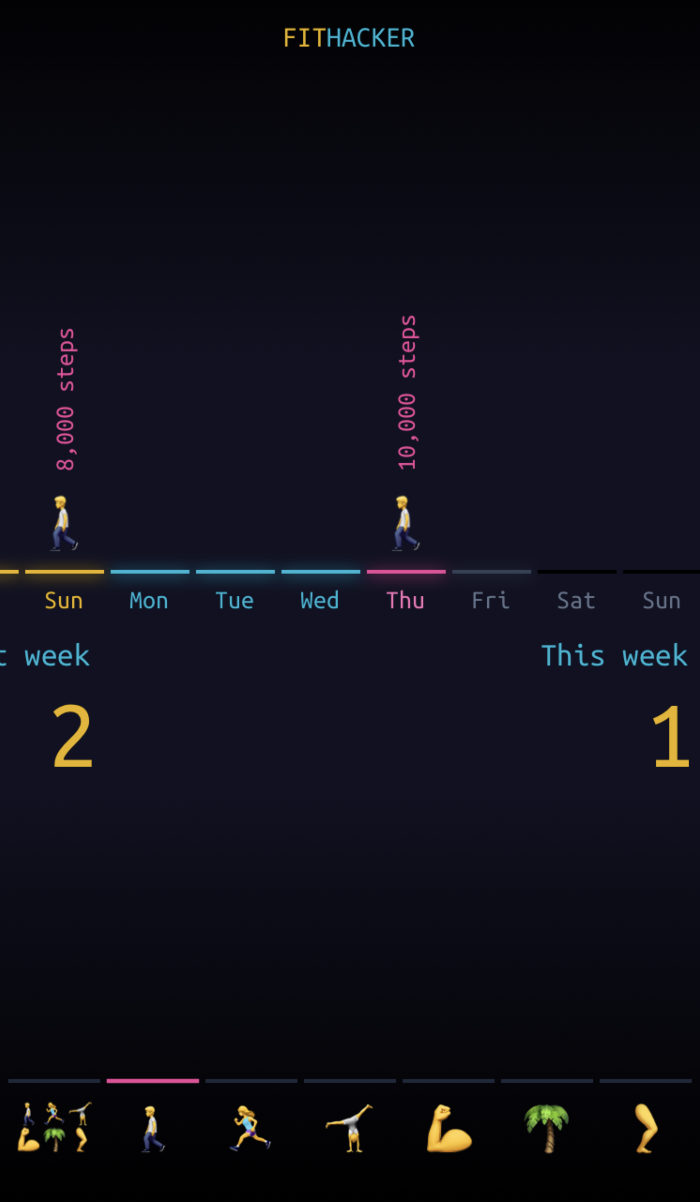 FITHACKER
8,000 steps
10,000 steps
Sun Mon Tue Wed Thu Fri Sat Sun
t week This week
2 1